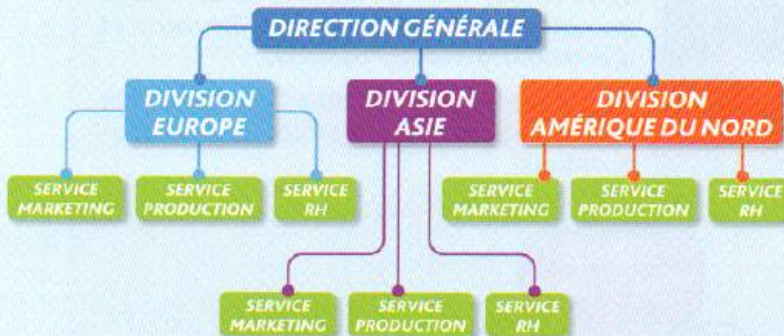 DIRECTION GÉNÉRALE
DIVISION
EUROPE
DIVISION
ASIE
DIVISION
AMÉRIQUE DU NORD
SERVICE
MARKETING
SERVICE
PRODUCTION
SERVICE
RH
SERVICE
MARKETING
SERVICE
PRODUCTION
SERVICE
RH
SERVICE
MARKETING
SERVICE
PRODUCTION
SERVICE
RH